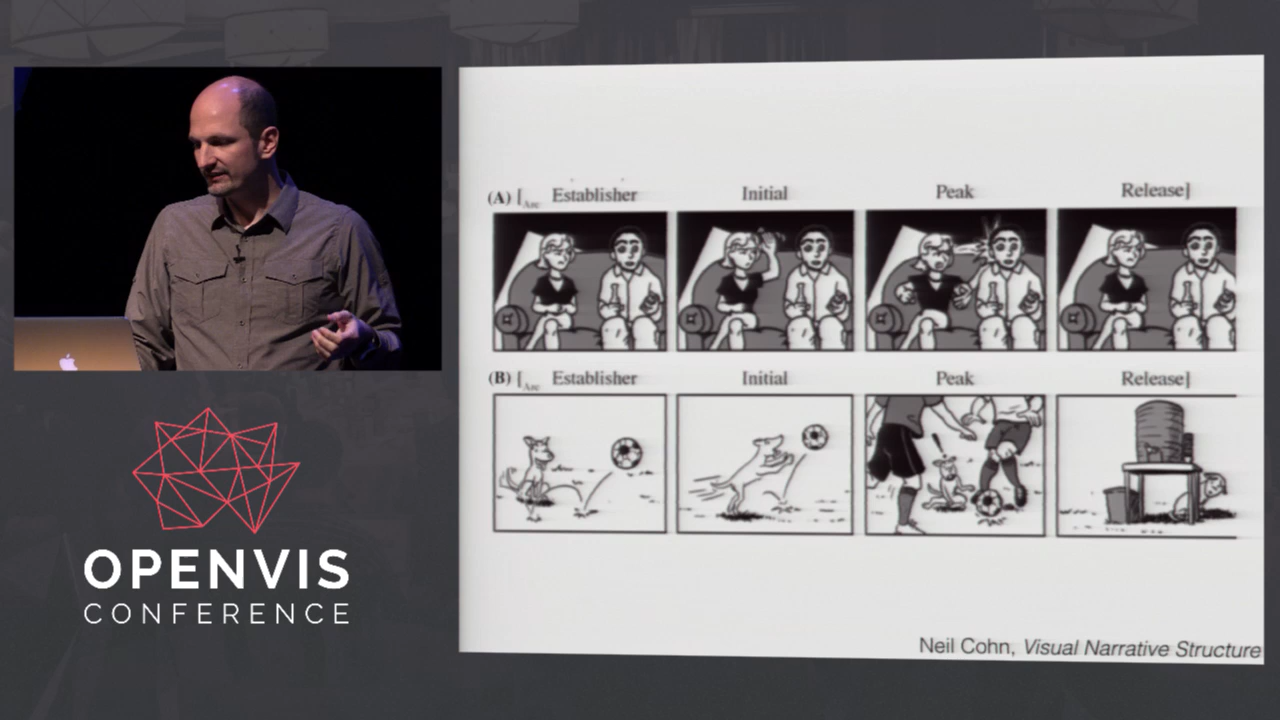 (A) [Arc Establisher Initial Peak Release]
(B) [Arc Establisher Initial Peak Release]
Neil Cohn, Visual Narrative Structure
OPENVIS
CONFERENCE